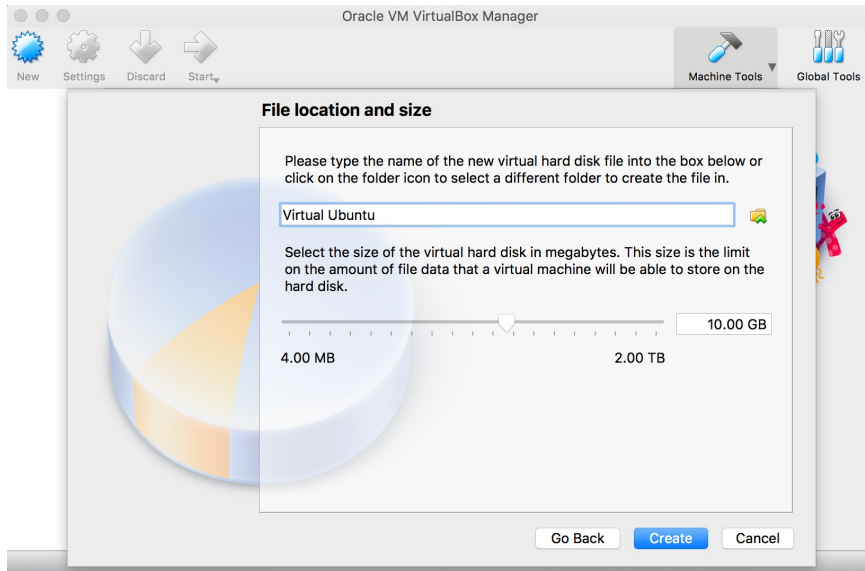 Oracle VM VirtualBox Manager
New Settings Discard Start Machine Tools Global Tools
File location and size
Please type the name of the new virtual hard disk file into the box below or
click on the folder icon to select a different folder to create the file in.
Virtual Ubuntu
Select the size of the virtual hard disk in megabytes. This size is the limit
on the amount of file data that a virtual machine will be able to store on the
hard disk.
10.00 GB
4.00 MB 2.00 TB
Go Back Create Cancel